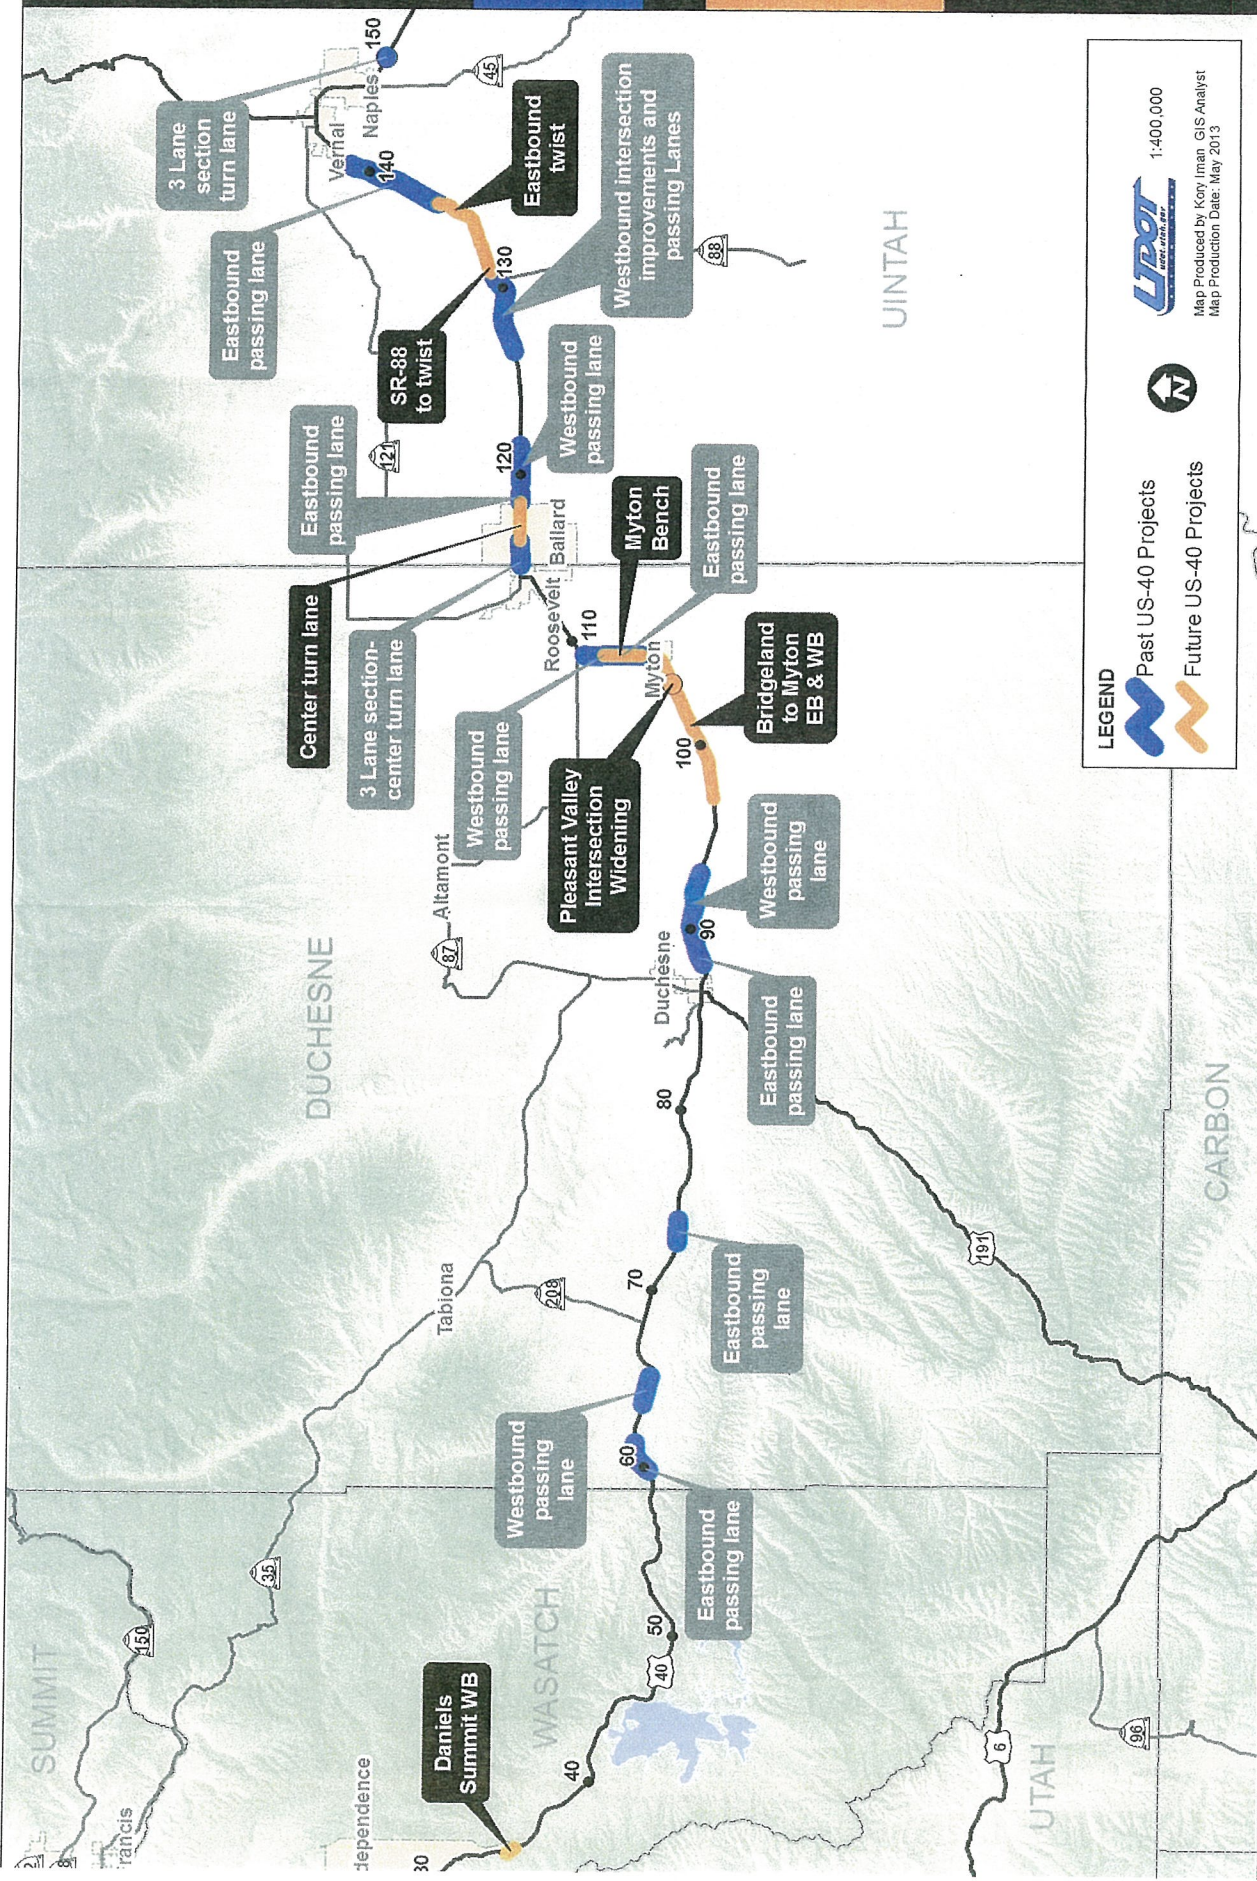 SUMMIT
150
35
Francis
dependence
30
Daniels
Summit WB
WASATCH
40
40
50
Eastbound
passing lane
60
Westbound
passing
lane
Tabiona
208
70
Eastbound
passing
lane
80
DUCHESNE
87
Altamont
Duchesne
90
Eastbound
passing lane
Westbound
passing
lane
100
Pleasant Valley
Intersection
Widening
Bridgeland
to Myton
EB & WB
Myton
Westbound
passing lane
3 Lane section-
center turn lane
Center turn lane
Roosevelt
110
Myton
Bench
Eastbound
passing lane
Ballard
Eastbound
passing lane
121
120
Westbound
passing lane
SR-88
to twist
130
Westbound intersection
improvements and
passing Lanes
88
Eastbound
passing lane
Eastbound
twist
3 Lane
section
turn lane
Vernal
140
Naples
150
45
UINTAH
191
CARBON
6
UTAH
96
LEGEND
Past US-40 Projects
Future US-40 Projects
N
UDOT
udot.utah.gov
1:400,000
Map Produced by Kory Iman GIS Analyst
Map Production Date: May 2013